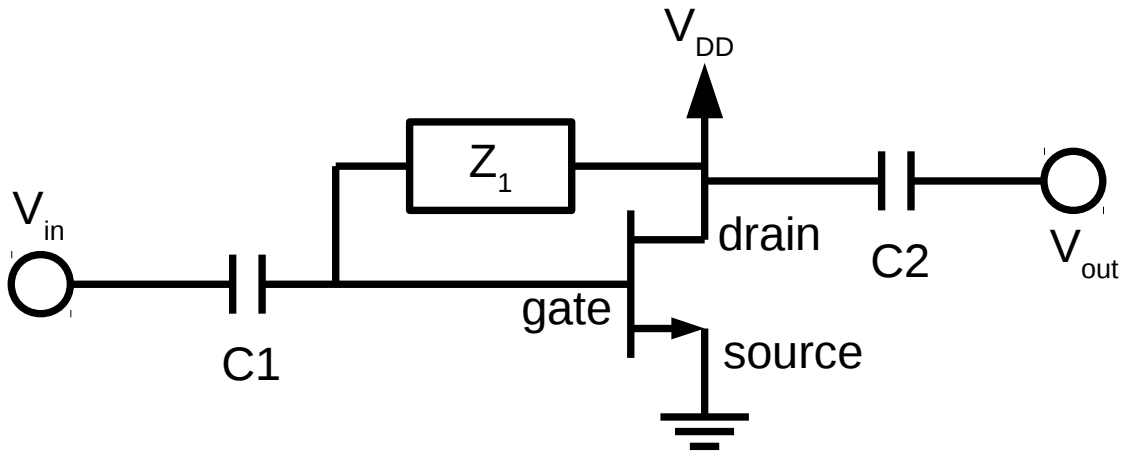 V_DD
Z_1
V_in
drain
C2
V_out
gate
source
C1